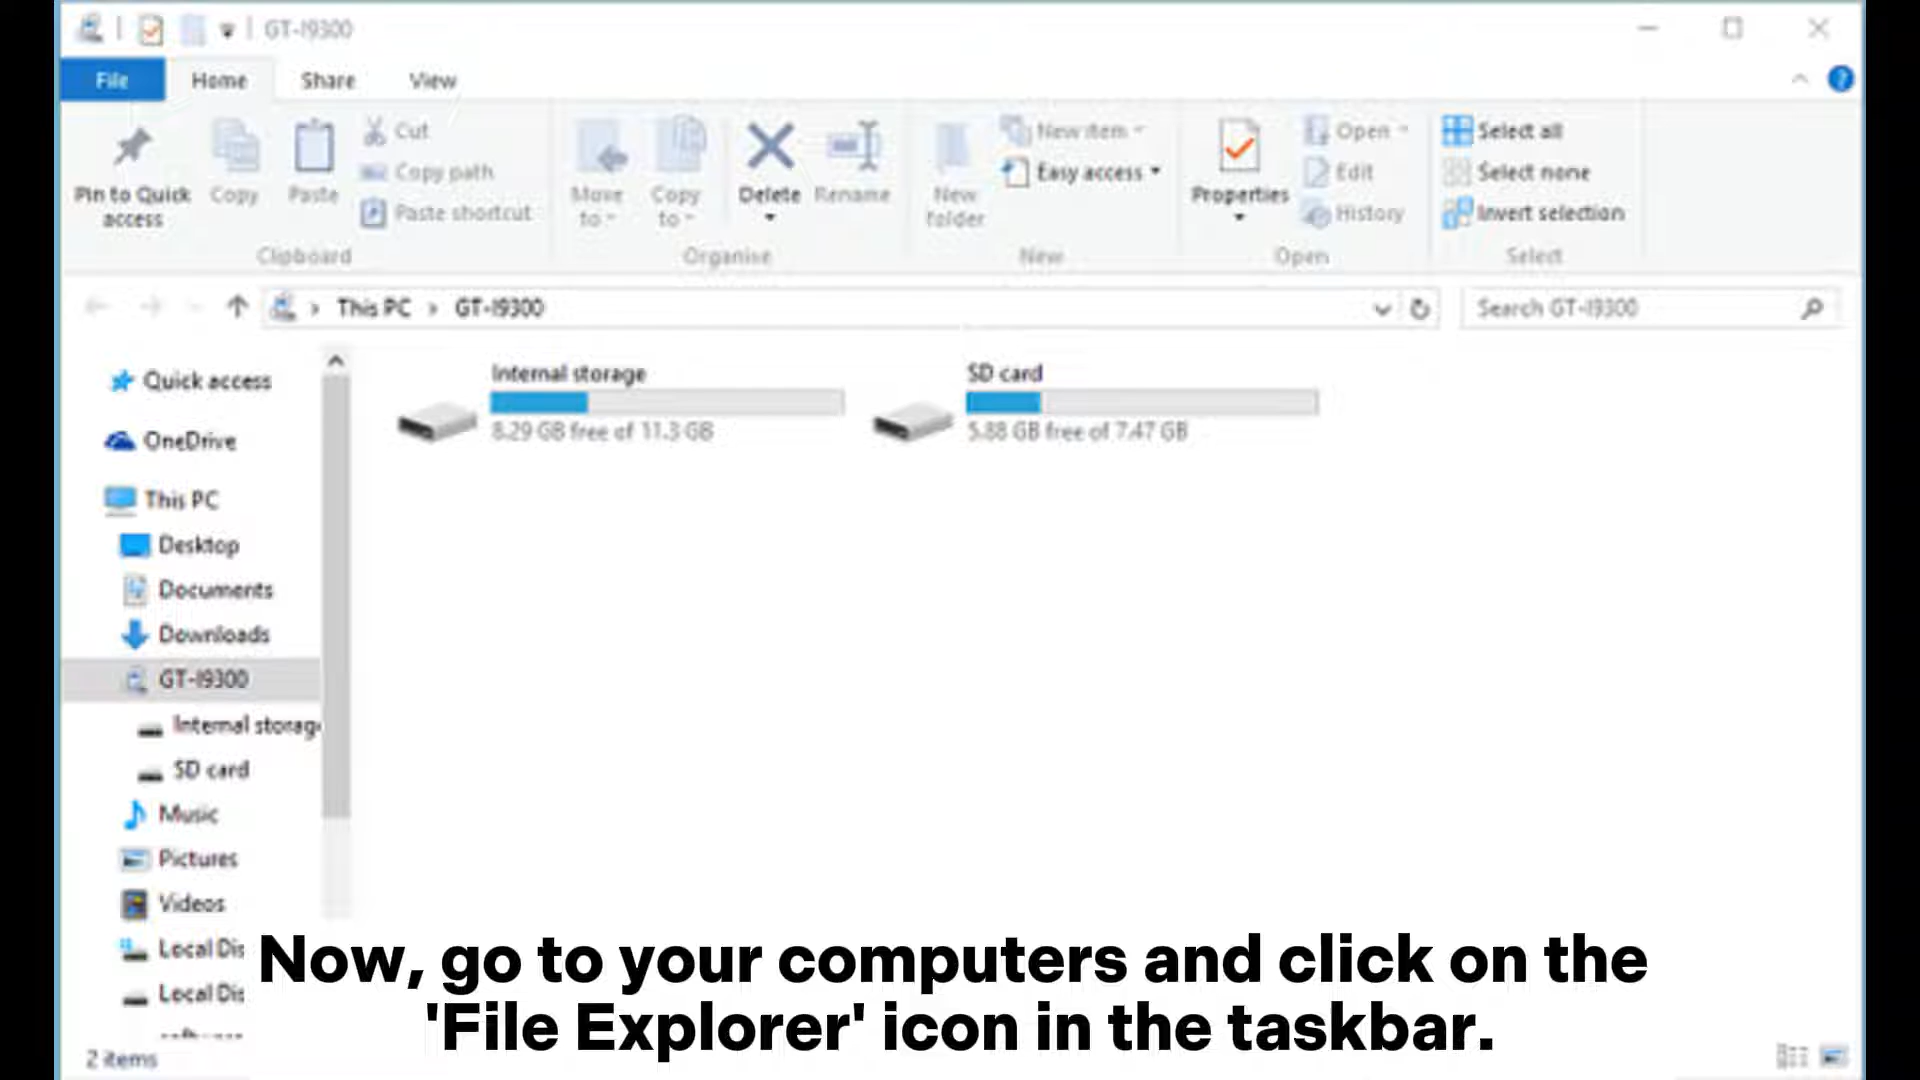 GT-I9300
File Home Share View
Pin to Quick access
Copy
Paste
Cut
Copy path
Paste shortcut
Clipboard
Move to
Copy to
Delete
Rename
Organise
New folder
New item
Easy access
New
Properties
Open
Edit
History
Open
Select all
Select none
Invert selection
Select
This PC GT-I9300
Search GT-I9300
Quick access
OneDrive
This PC
Desktop
Documents
Downloads
GT-I9300
Internal storage
SD card
Music
Pictures
Videos
Local Dis
Local Dis
Internal storage
8.29 GB free of 11.3 GB
SD card
5.88 GB free of 7.47 GB
2 items
Now, go to your computers and click on the
'File Explorer' icon in the taskbar.